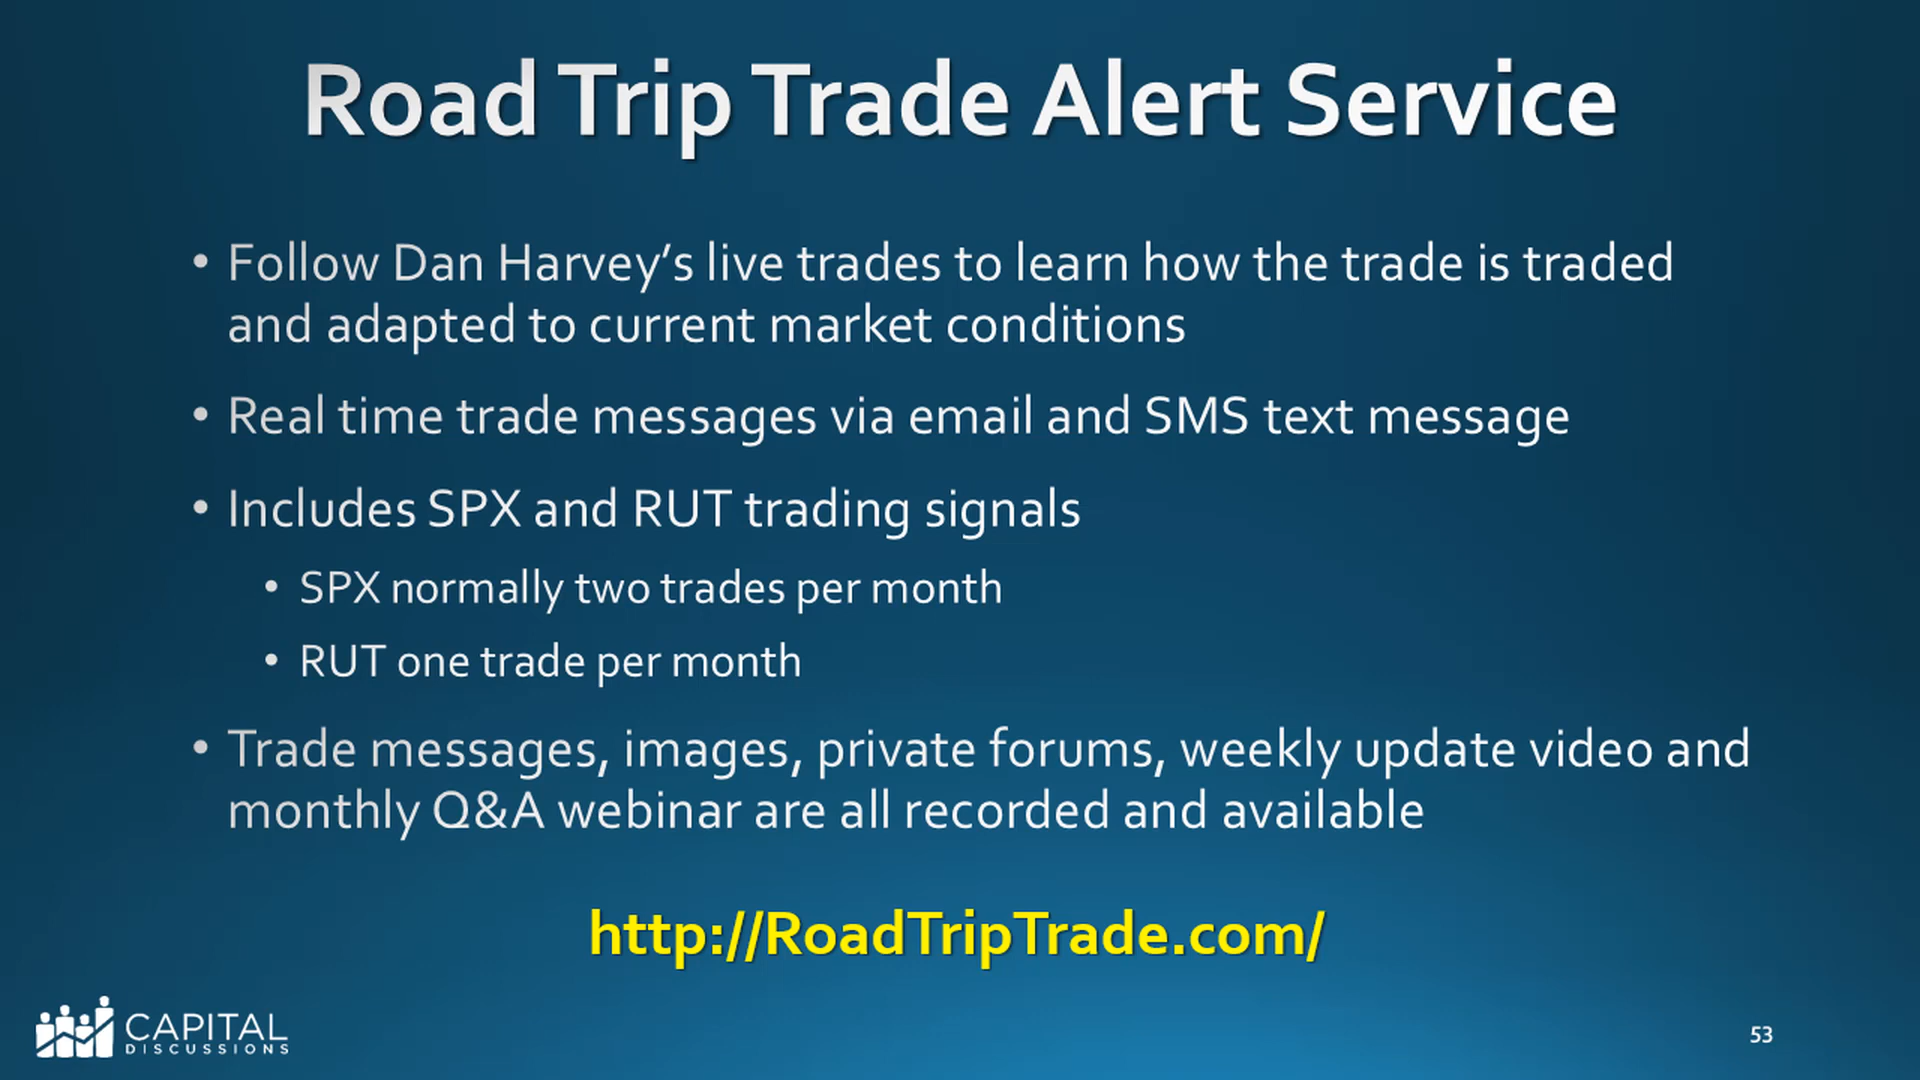 Road Trip Trade Alert Service
• Follow Dan Harvey’s live trades to learn how the trade is traded
and adapted to current market conditions
• Real time trade messages via email and SMS text message
• Includes SPX and RUT trading signals
• SPX normally two trades per month
• RUT one trade per month
• Trade messages, images, private forums, weekly update video and
monthly Q&A webinar are all recorded and available
http://RoadTripTrade.com/
CAPITAL
DISCUSSIONS
53